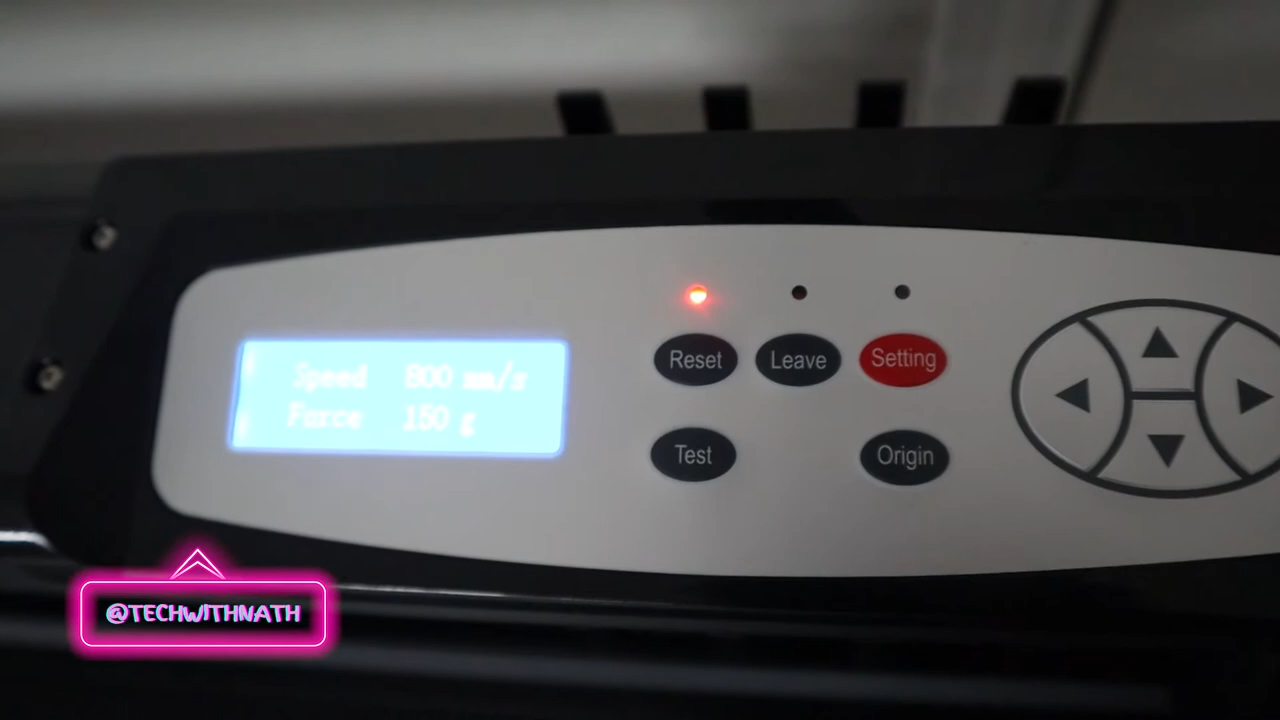 Speed 800 mm/s
Force 150 g
Reset Leave Setting
Test Origin
@TECHWITHNATH